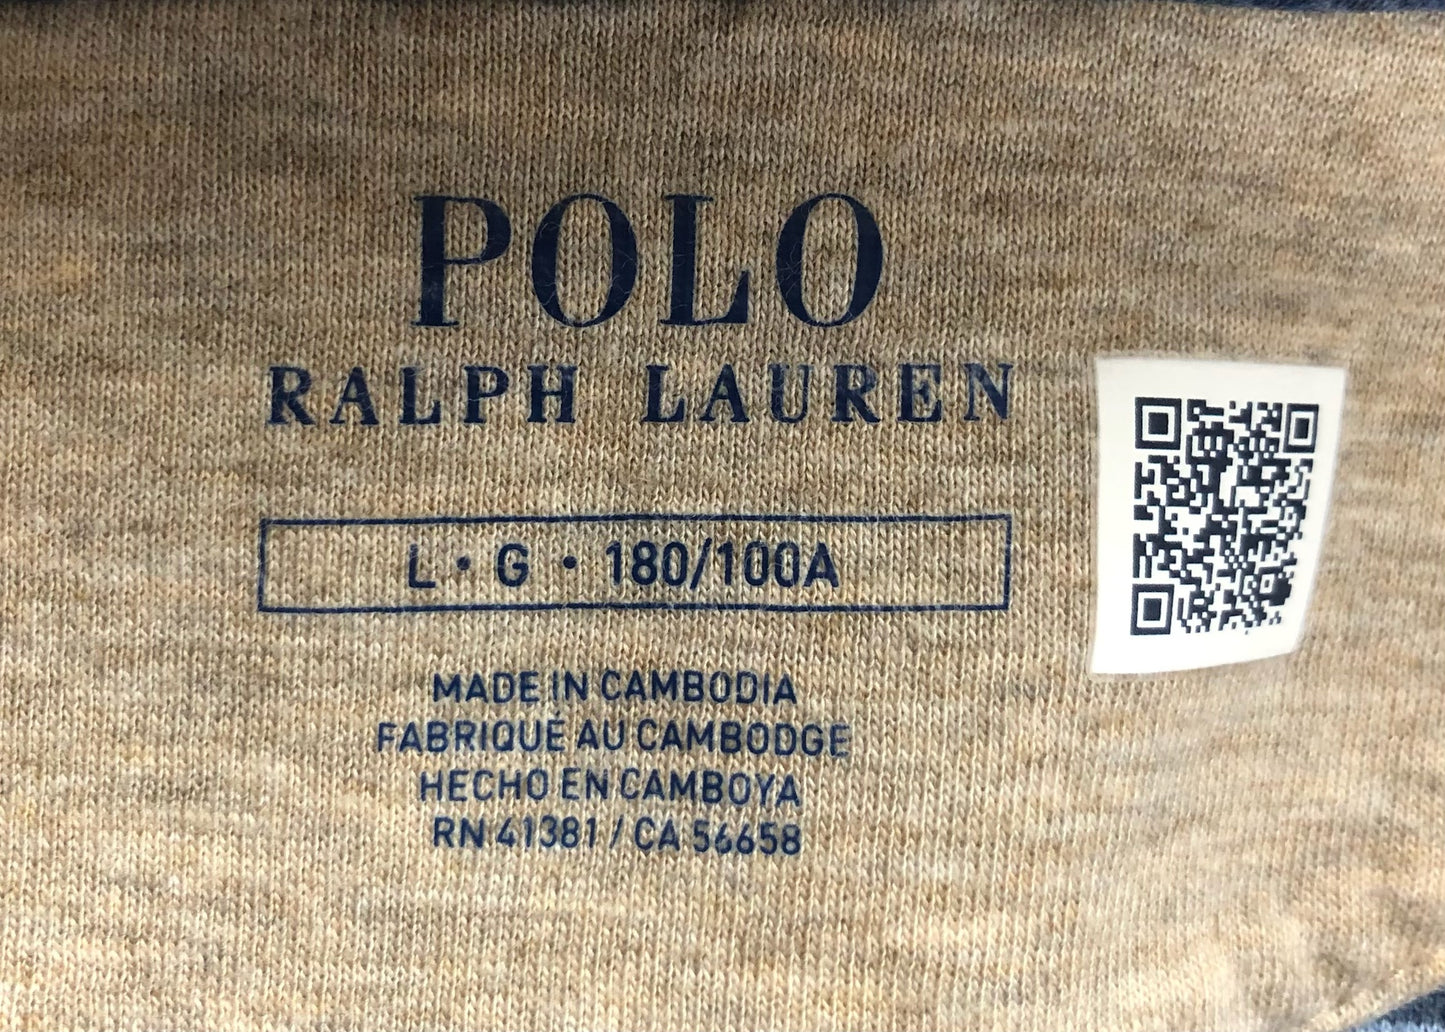 POLO
RALPH LAUREN
L • G • 180/100A
MADE IN CAMBODIA
FABRIQUÉ AU CAMBODGE
HECHO EN CAMBOYA
RN 41381 / CA 56658